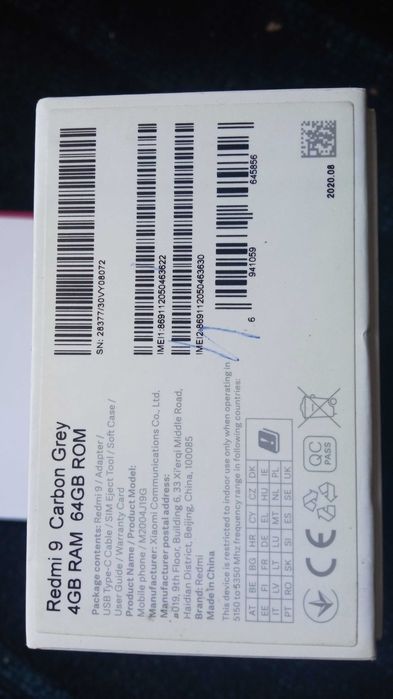 Redmi 9 Carbon Grey
4GB RAM 64GB ROM
Package contents: Redmi 9 / Adapter /
USB Type-C Cable / SIM Eject Tool / Soft Case /
User Guide / Warranty Card
Product Name / Product Model:
Mobile phone / M2004J19G
Manufacturer: Xiaomi Communications Co., Ltd.
Manufacturer postal address:
#019, 9th Floor, Building 6, 33 Xi'erqi Middle Road,
Haidian District, Beijing, China, 100085
Brand: Redmi
Made in China
This device is restricted to indoor use only when operating in
5150 to 5350 Mhz frequency range in following countries:
AT BE BG HR CY CZ DK
EE FI FR DE EL HU IE
IT LV LT LU MT NL PL
PT RO SK SI ES SE UK
CE
QC
PASS
SN: 28377/30VY08072
IMEI1:869112050463622
IMEI2:869112050463630
6 941059 645856
2020.08